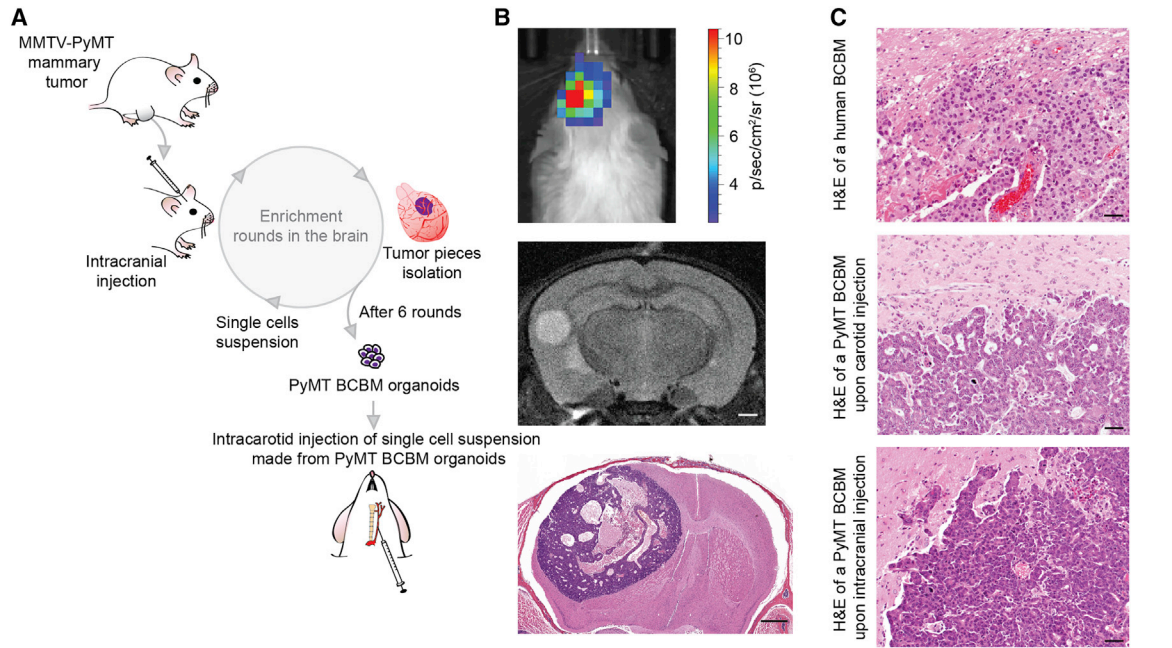 A
MMTV-PyMT
mammary
tumor
Enrichment
rounds in the brain
Intracranial
injection
Tumor pieces
isolation
Single cells
suspension
After 6 rounds
PyMT BCBM organoids
Intracarotid injection of single cell suspension
made from PyMT BCBM organoids
B
10
8
6
4
p/sec/cm²/sr (10⁶)
C
H&E of a human BCBM
H&E of a PyMT BCBM
upon carotid injection
H&E of a PyMT BCBM
upon intracranial injection